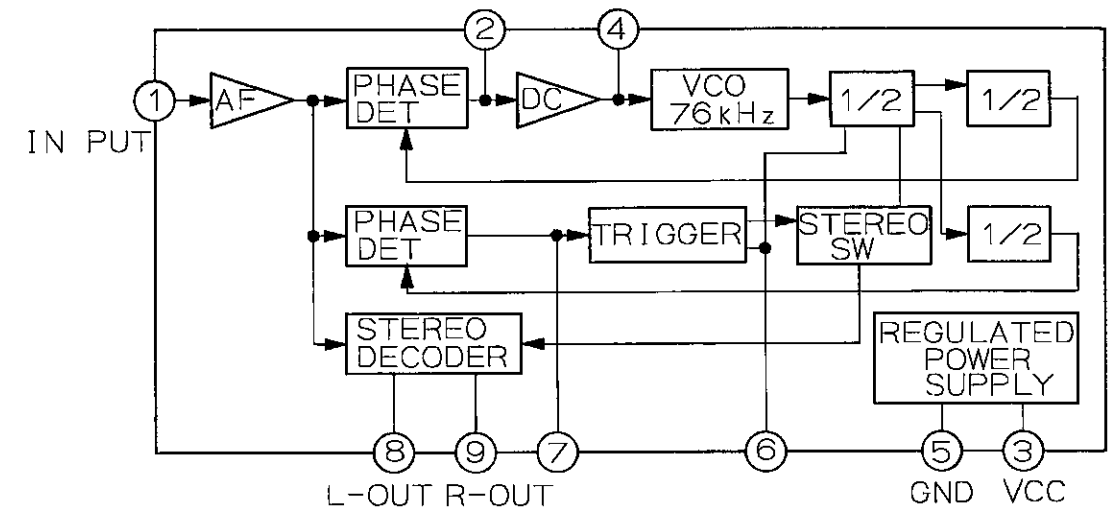 2
4
1
AF
PHASE
DET
DC
VCO
76kHz
1/2
1/2
IN PUT
PHASE
DET
TRIGGER
STEREO
SW
1/2
STEREO
DECODER
REGULATED
POWER
SUPPLY
8
9
7
6
5
3
L-OUT
R-OUT
GND
VCC